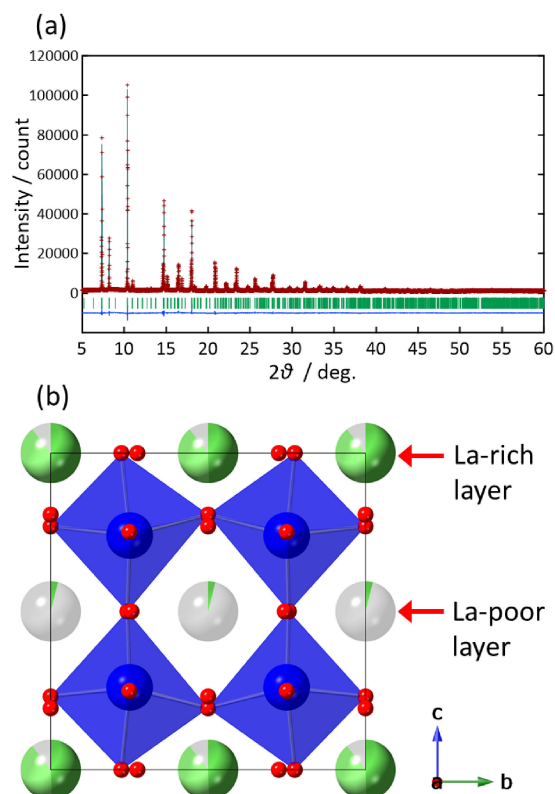 (a)
120000
100000
80000
60000
40000
20000
0
Intensity / count
5 10 15 20 25 30 35 40 45 50 55 60
2ϑ / deg.
(b)
La-rich
layer
La-poor
layer
c
a b